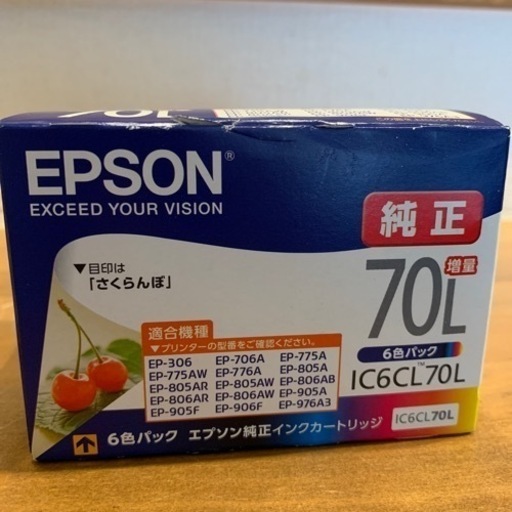 70L
EPSON®
EXCEED YOUR VISION
純正
▼目印は
「さくらんぼ」
70L 増量
6色パック
IC6CL70L™
適合機種
▼プリンターの型番をご確認ください。
EP-306 EP-706A EP-775A
EP-775AW EP-776A EP-805A
EP-805AR EP-805AW EP-806AB
EP-806AR EP-806AW EP-905A
EP-905F EP-906F EP-976A3
6色パック エプソン純正インクカートリッジ IC6CL70L